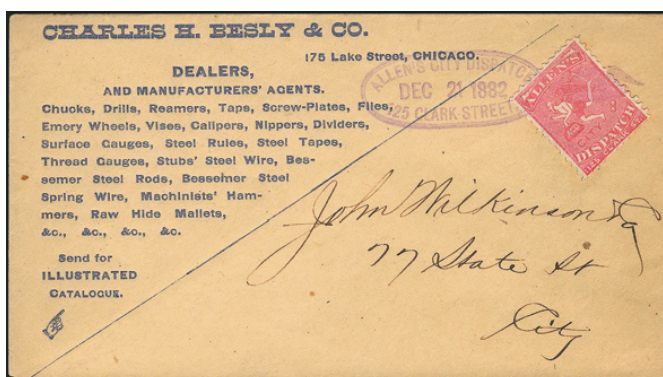 CHARLES H. BESLY & CO.
175 Lake Street, CHICAGO.
DEALERS,
AND MANUFACTURERS' AGENTS.
Chucks, Drills, Reamers, Taps, Screw-Plates, Files,
Emery Wheels, Vises, Calipers, Nippers, Dividers,
Surface Gauges, Steel Rules, Steel Tapes,
Thread Gauges, Stubs' Steel Wire, Bes-
semer Steel Rods, Bessemer Steel
Spring Wire, Machinists' Ham-
mers, Raw Hide Mallets,
&c., &c., &c., &c.
Send for
ILLUSTRATED
CATALOGUE.
ALLEN'S CITY DISPATCH
DEC 21 1882
125 CLARK STREET
ALLEN'S
CITY
DISPATCH
John Wilkinson Esq
77 State St
City